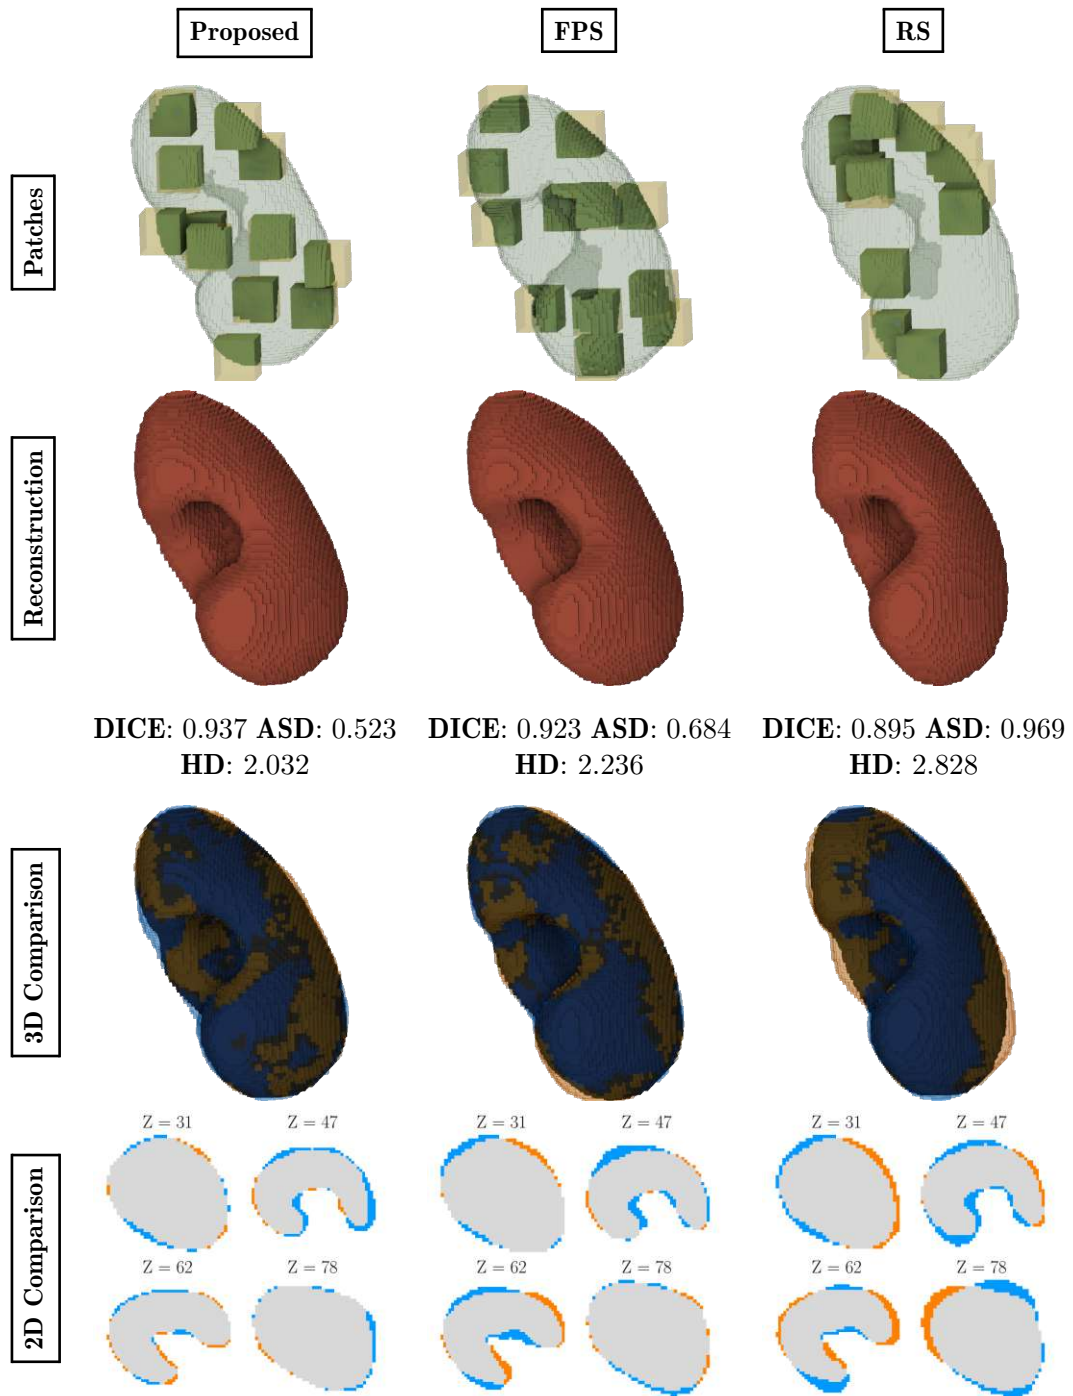 Proposed
FPS
RS
Patches
Reconstruction
DICE: 0.937 ASD: 0.523
HD: 2.032
DICE: 0.923 ASD: 0.684
HD: 2.236
DICE: 0.895 ASD: 0.969
HD: 2.828
3D Comparison
2D Comparison
Z = 31
Z = 47
Z = 31
Z = 47
Z = 31
Z = 47
Z = 62
Z = 78
Z = 62
Z = 78
Z = 62
Z = 78